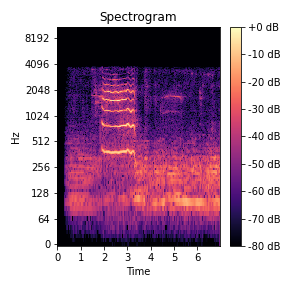 Spectrogram
8192
4096
2048
1024
512
256
128
64
0
Hz
0 1 2 3 4 5 6
Time
+0 dB
-10 dB
-20 dB
-30 dB
-40 dB
-50 dB
-60 dB
-70 dB
-80 dB